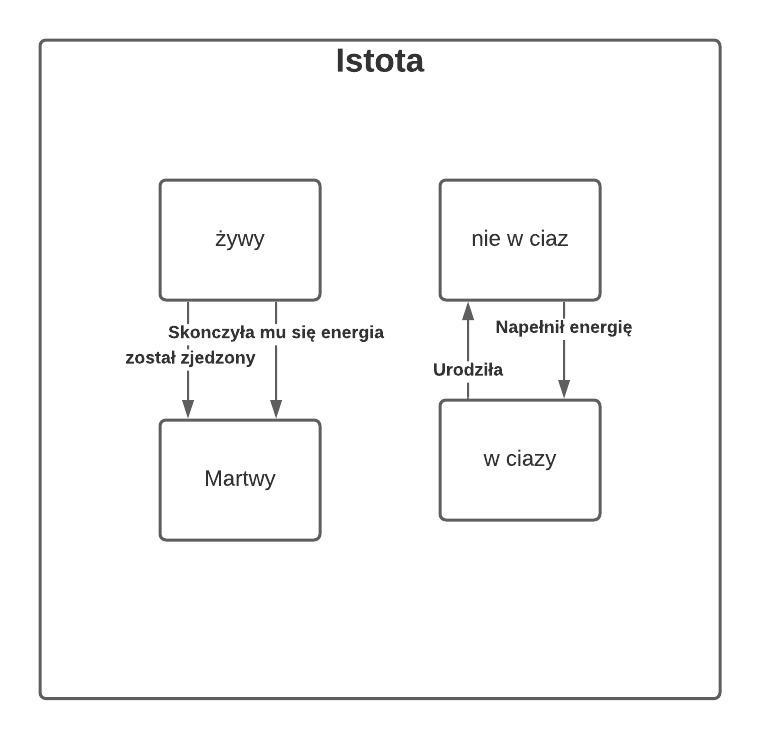 Istota
żywy
nie w ciaz
Skonczyła mu się energia
został zjedzony
Napełnił energię
Urodziła
Martwy
w ciazy